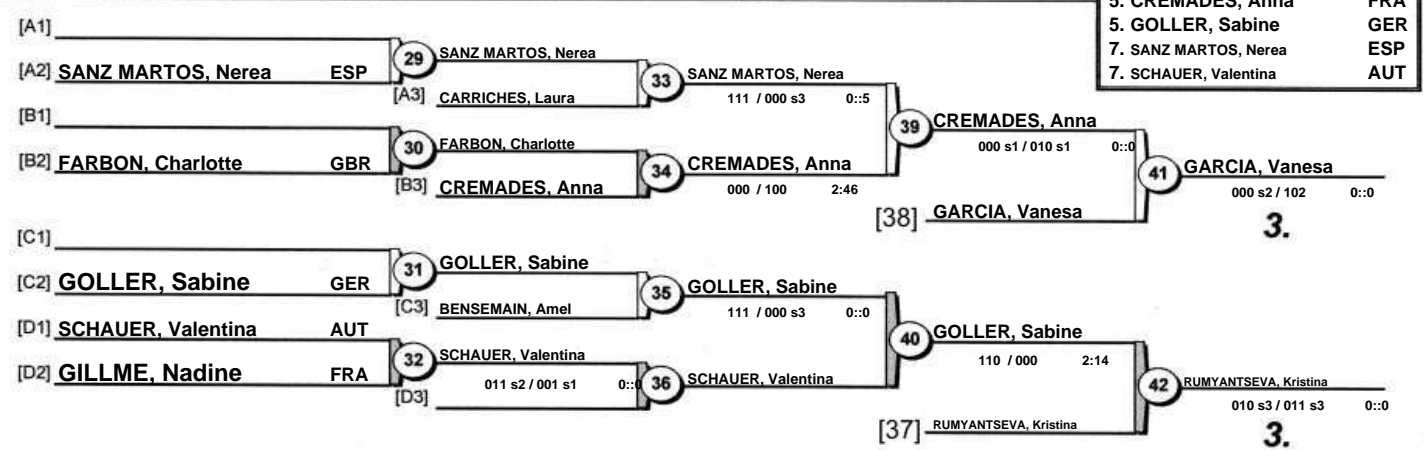 5. CREMADES, Anna FRA
5. GOLLER, Sabine GER
7. SANZ MARTOS, Nerea ESP
7. SCHAUER, Valentina AUT
[A1]
[A2] SANZ MARTOS, Nerea ESP
29
SANZ MARTOS, Nerea
[A3] CARRICHES, Laura
33
SANZ MARTOS, Nerea
111 / 000 s3 0::5
[B1]
[B2] FARBON, Charlotte GBR
30
FARBON, Charlotte
[B3] CREMADES, Anna
34
CREMADES, Anna
000 / 100 2:46
39
CREMADES, Anna
000 s1 / 010 s1 0::0
[38] GARCIA, Vanesa
41
GARCIA, Vanesa
000 s2 / 102 0::0
3.
[C1]
[C2] GOLLER, Sabine GER
31
GOLLER, Sabine
[C3] BENSEMAIN, Amel
35
GOLLER, Sabine
111 / 000 s3 0::0
[D1] SCHAUER, Valentina AUT
[D2] GILLME, Nadine FRA
32
SCHAUER, Valentina
011 s2 / 001 s1 0::0
[D3]
36
SCHAUER, Valentina
40
GOLLER, Sabine
110 / 000 2:14
[37] RUMYANTSEVA, Kristina
42
RUMYANTSEVA, Kristina
010 s3 / 011 s3 0::0
3.